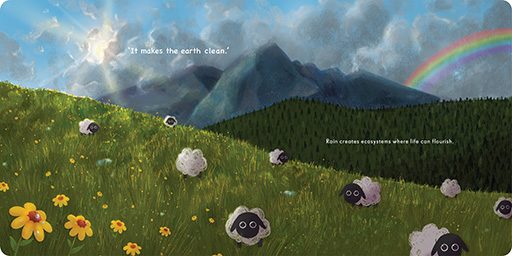 "It makes the earth clean."
Rain creates ecosystems where life can flourish.